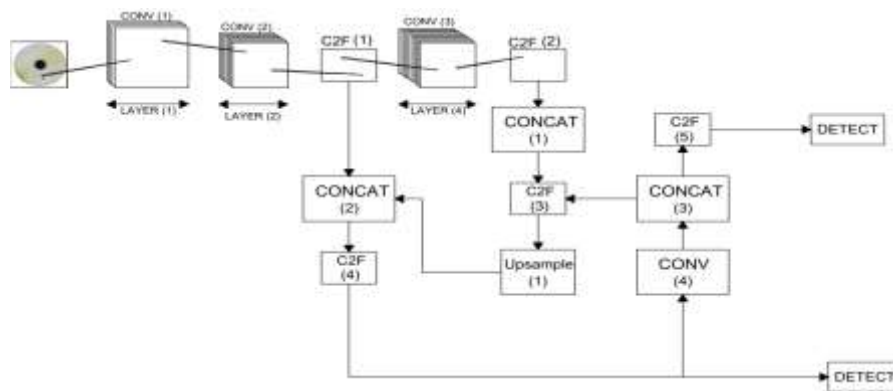 CONV (1)
CONV (2)
C2F (1)
CONV (3)
C2F (2)
LAYER (1)
LAYER (2)
LAYER (4)
CONCAT
(1)
C2F
(5)
DETECT
CONCAT
(2)
C2F
(3)
CONCAT
(3)
C2F
(4)
Upsample
(1)
CONV
(4)
DETECT